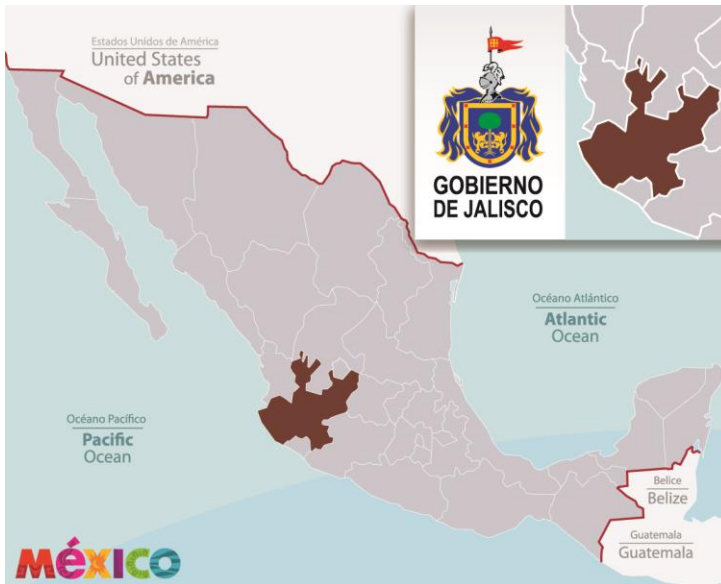 Estados Unidos de América
United States
of America
GOBIERNO
DE JALISCO
Océano Atlántico
Atlantic
Ocean
Océano Pacífico
Pacific
Ocean
Belice
Belize
Guatemala
Guatemala
México